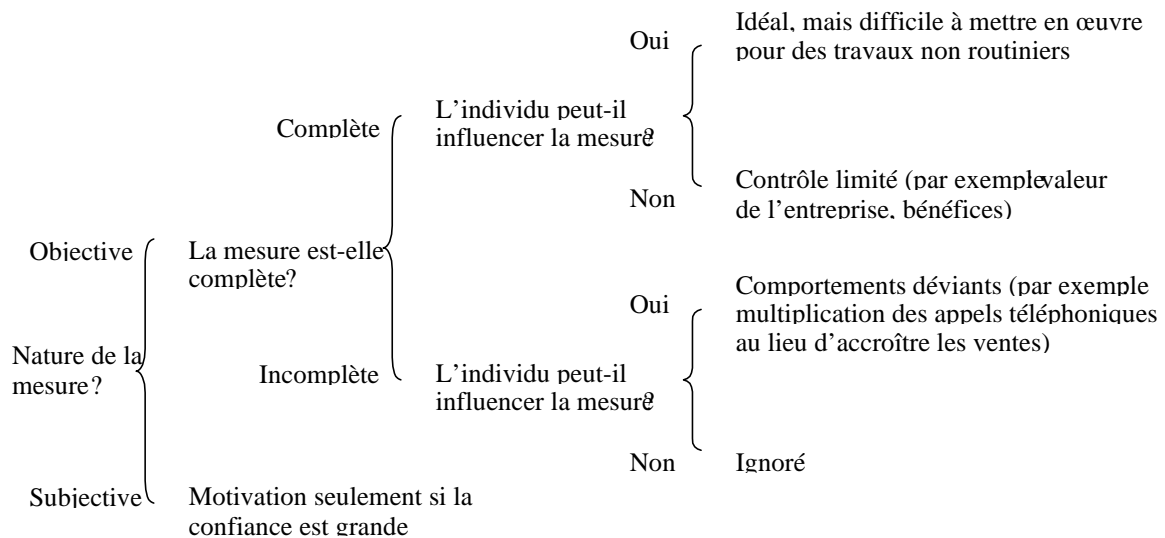 Oui
Idéal, mais difficile à mettre en œuvre
pour des travaux non routiniers
Complète
L'individu peut-il
influencer la mesure?
Non
Contrôle limité (par exemple valeur
de l'entreprise, bénéfices)
Objective
La mesure est-elle
complète?
Oui
Comportements déviants (par exemple
multiplication des appels téléphoniques
au lieu d'accroître les ventes)
Nature de la
mesure?
Incomplète
L'individu peut-il
influencer la mesure?
Non
Ignoré
Subjective
Motivation seulement si la
confiance est grande